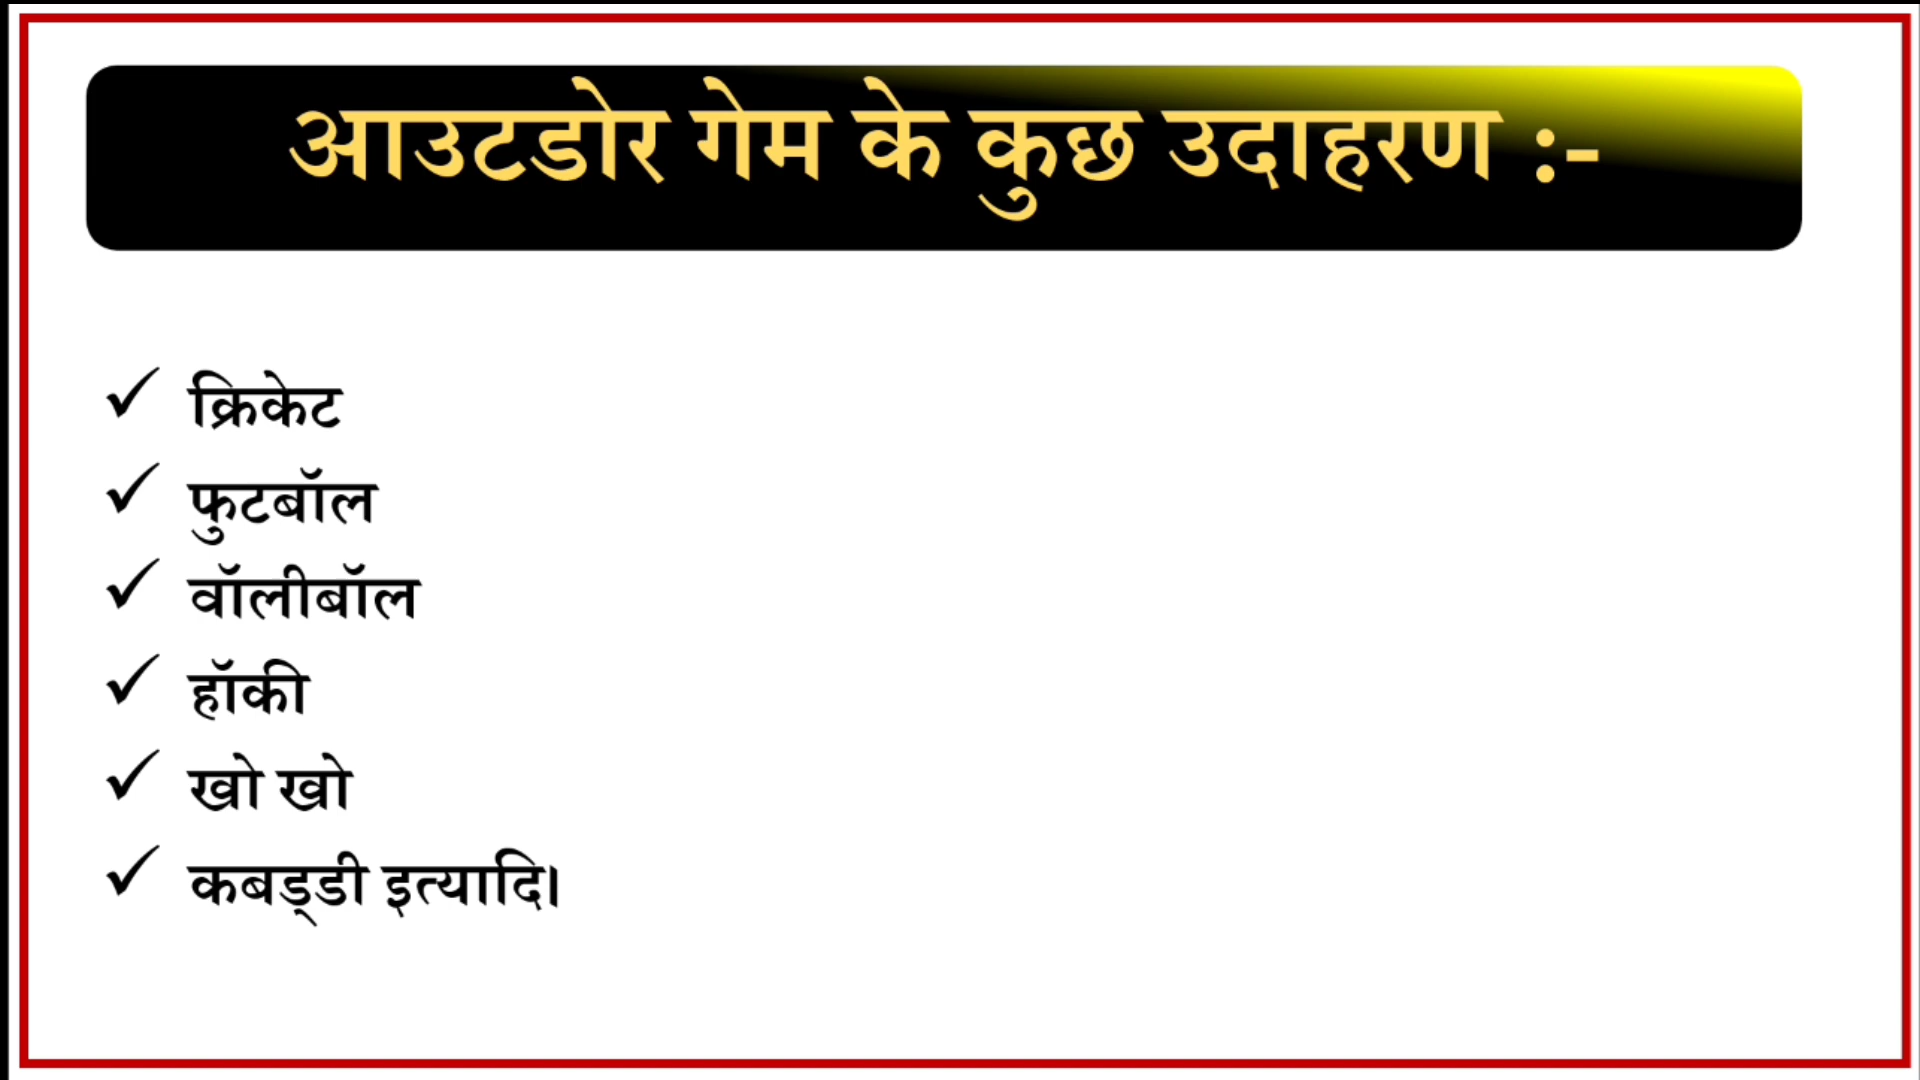 आउटडोर गेम के कुछ उदाहरण :-
✓ क्रिकेट
✓ फुटबॉल
✓ वॉलीबॉल
✓ हॉकी
✓ खो खो
✓ कबड्डी इत्यादि।